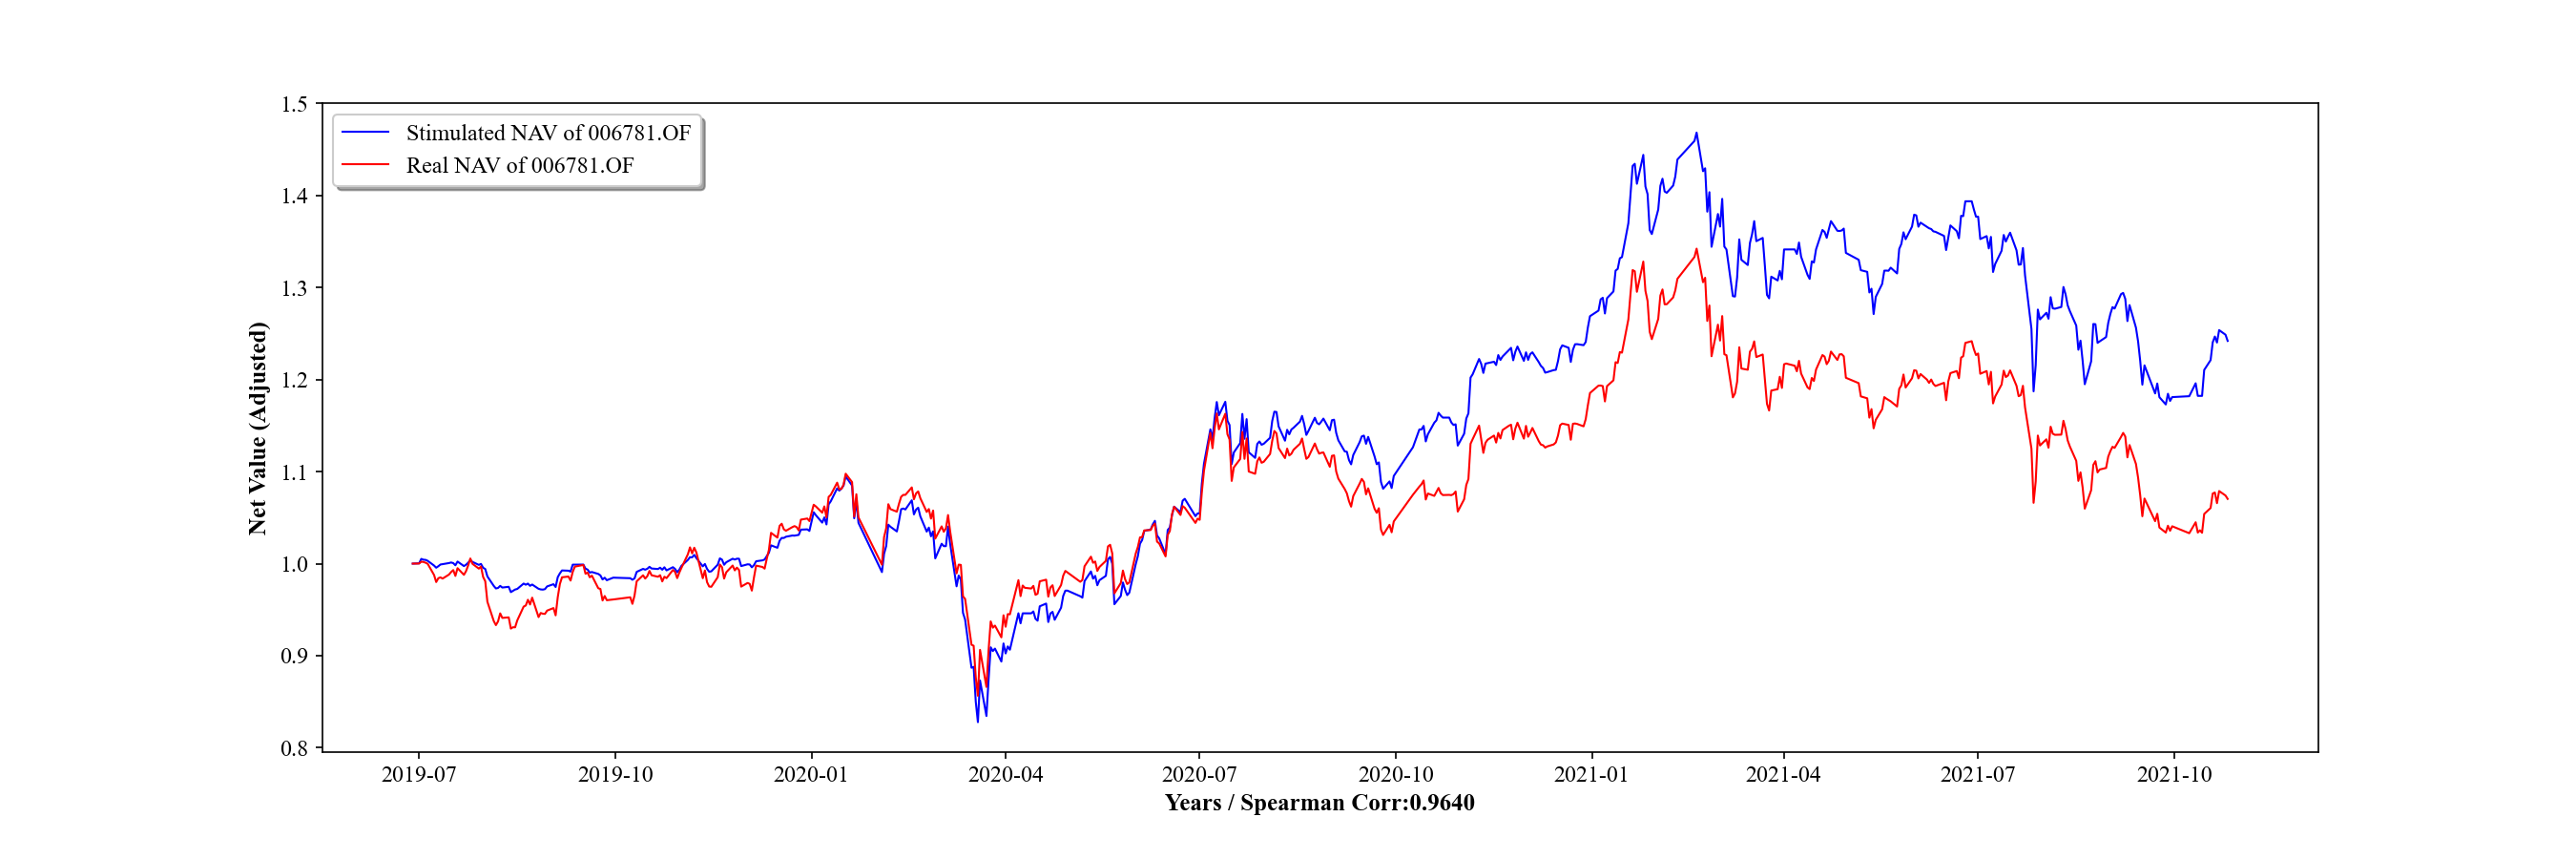 Stimulated NAV of 006781.OF
Real NAV of 006781.OF
Net Value (Adjusted)
1.5
1.4
1.3
1.2
1.1
1.0
0.9
0.8
2019-07 2019-10 2020-01 2020-04 2020-07 2020-10 2021-01 2021-04 2021-07 2021-10
Years / Spearman Corr:0.9640